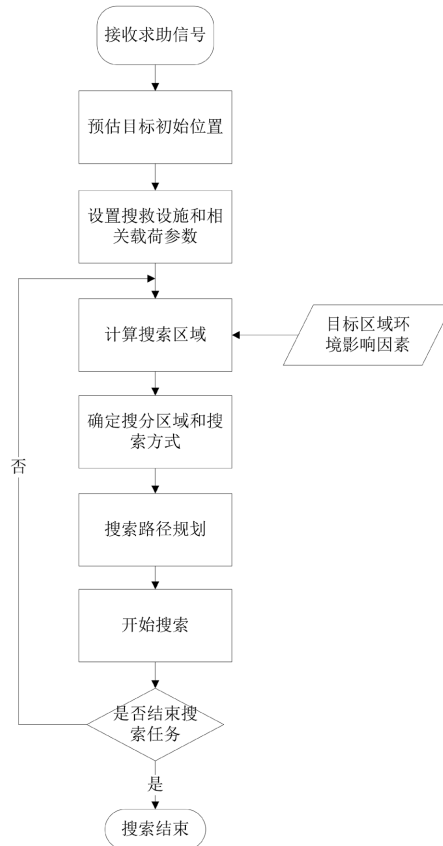 接收求助信号
预估目标初始位置
设置搜救设施和相
关载荷参数
计算搜索区域
目标区域环
境影响因素
确定搜分区域和搜
索方式
否
搜索路径规划
开始搜索
是否结束搜
索任务
是
搜索结束